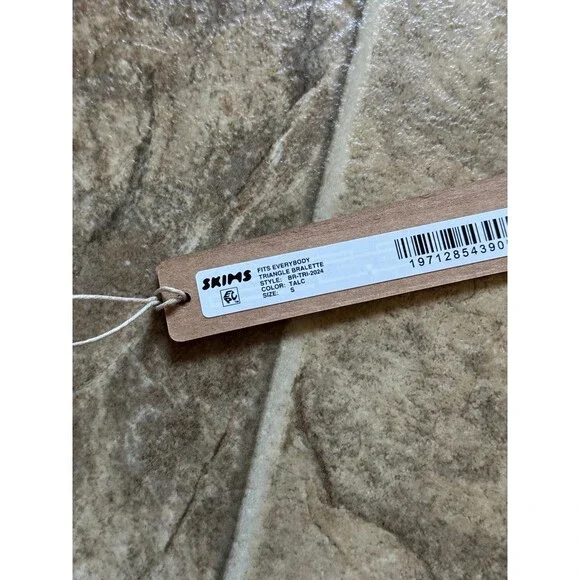 SKIMS
FITS EVERYBODY
TRIANGLE BRALETTE
STYLE: BR-TRI-2024
COLOR: TALC
SIZE: S
19712854390